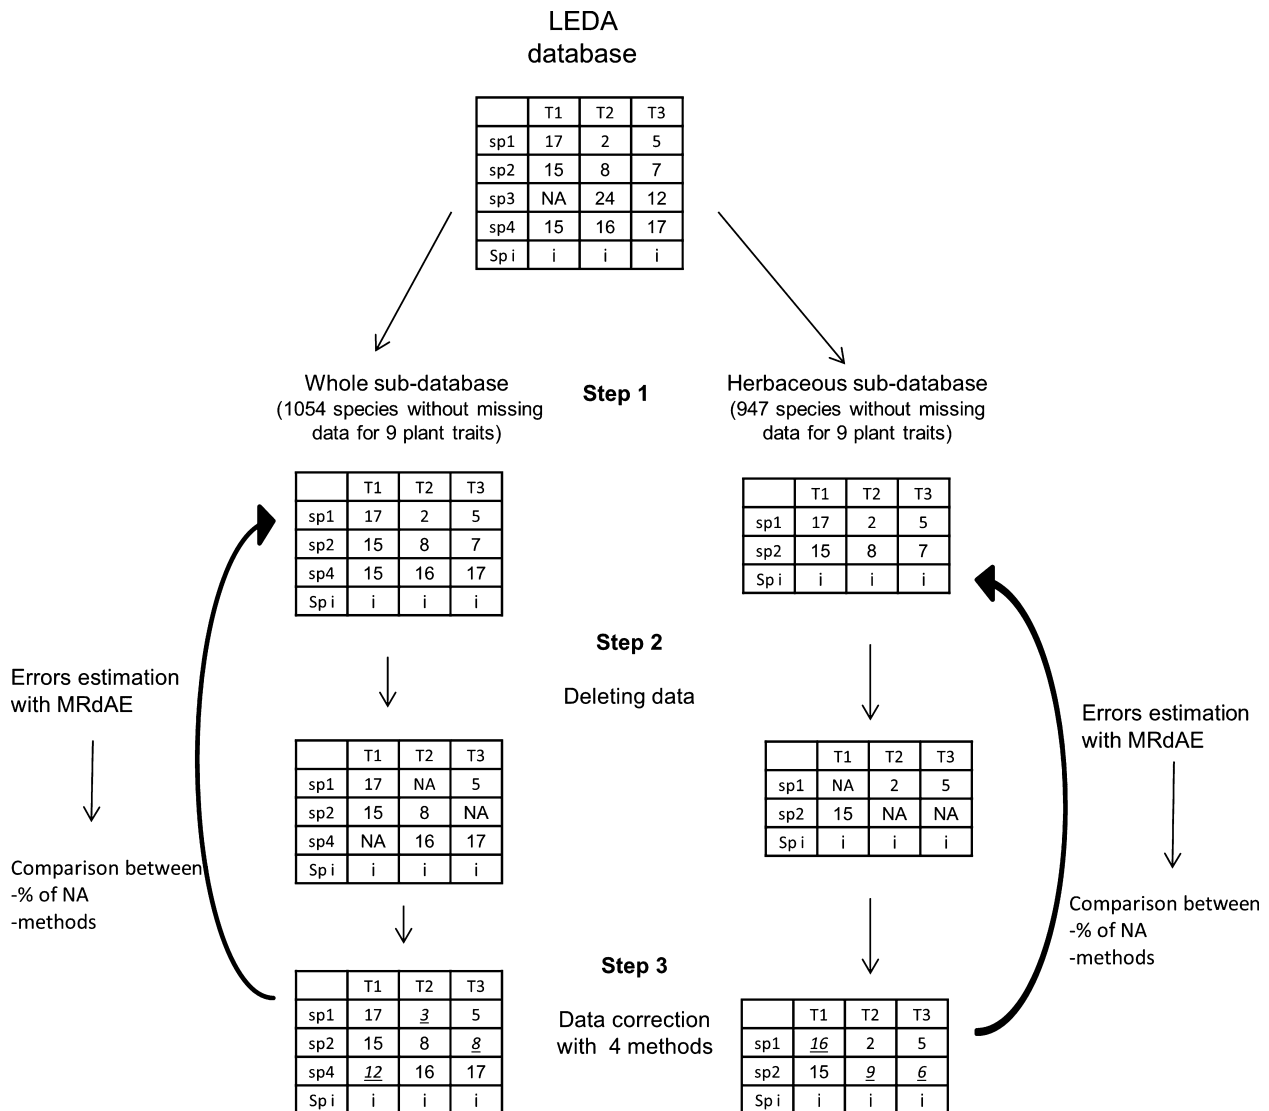 LEDA
database
T1 T2 T3
sp1 17 2 5
sp2 15 8 7
sp3 NA 24 12
sp4 15 16 17
Sp i i i i
Whole sub-database
(1054 species without missing
data for 9 plant traits)
Step 1
Herbaceous sub-database
(947 species without missing
data for 9 plant traits)
T1 T2 T3
sp1 17 2 5
sp2 15 8 7
sp4 15 16 17
Sp i i i i
T1 T2 T3
sp1 17 2 5
sp2 15 8 7
Sp i i i i
Step 2
Deleting data
Errors estimation
with MRdAE
Comparison between
-% of NA
-methods
T1 T2 T3
sp1 17 NA 5
sp2 15 8 NA
sp4 NA 16 17
Sp i i i i
T1 T2 T3
sp1 NA 2 5
sp2 15 NA NA
Sp i i i i
Errors estimation
with MRdAE
Comparison between
-% of NA
-methods
Step 3
Data correction
with 4 methods
T1 T2 T3
sp1 17 3 5
sp2 15 8 8
sp4 12 16 17
Sp i i i i
T1 T2 T3
sp1 16 2 5
sp2 15 9 6
Sp i i i i